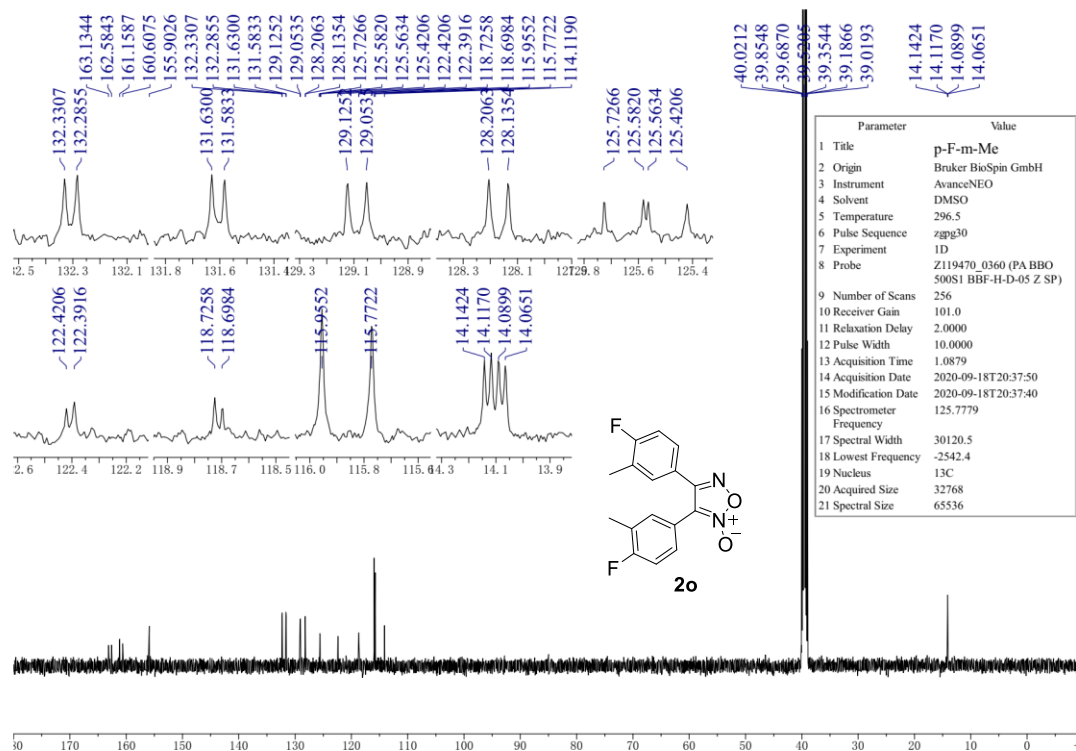 163.1344
162.5843
161.1587
160.6075
155.9026
132.3307
132.2855
131.6300
131.5833
129.1252
129.0535
128.2063
128.1354
125.7266
125.5820
125.5634
125.4206
122.4206
122.3916
118.7258
118.6984
115.9552
115.7722
114.1190
40.0212
39.8548
39.6870
39.5205
39.3544
39.1866
39.0193
14.1424
14.1170
14.0899
14.0651
132.3307
132.2855
131.6300
131.5833
129.1252
129.0535
128.2063
128.1354
125.7266
125.5820
125.5634
125.4206
132.3 132.1 131.8 131.6 131.4 129.3 129.1 128.9 128.3 128.1 125.6 125.4
122.4206
122.3916
118.7258
118.6984
115.9552
115.7722
14.1424
14.1170
14.0899
14.0651
122.4 122.2 118.9 118.7 118.5 116.0 115.8 115.6 14.1 13.9
Parameter Value
1 Title p-F-m-Me
2 Origin Bruker BioSpin GmbH
3 Instrument AvanceNEO
4 Solvent DMSO
5 Temperature 296.5
6 Pulse Sequence zgpg30
7 Experiment 1D
8 Probe Z119470_0360 (PA BBO
500S1 BBF-H-D-05 Z SP)
9 Number of Scans 256
10 Receiver Gain 101.0
11 Relaxation Delay 2.0000
12 Pulse Width 10.0000
13 Acquisition Time 1.0879
14 Acquisition Date 2020-09-18T20:37:50
15 Modification Date 2020-09-18T20:37:40
16 Spectrometer 125.7779
Frequency
17 Spectral Width 30120.5
18 Lowest Frequency -2542.4
19 Nucleus 13C
20 Acquired Size 32768
21 Spectral Size 65536
F
N
O
N+
O−
F
2o
170 160 150 140 130 120 110 100 90 80 70 60 50 40 30 20 10 0